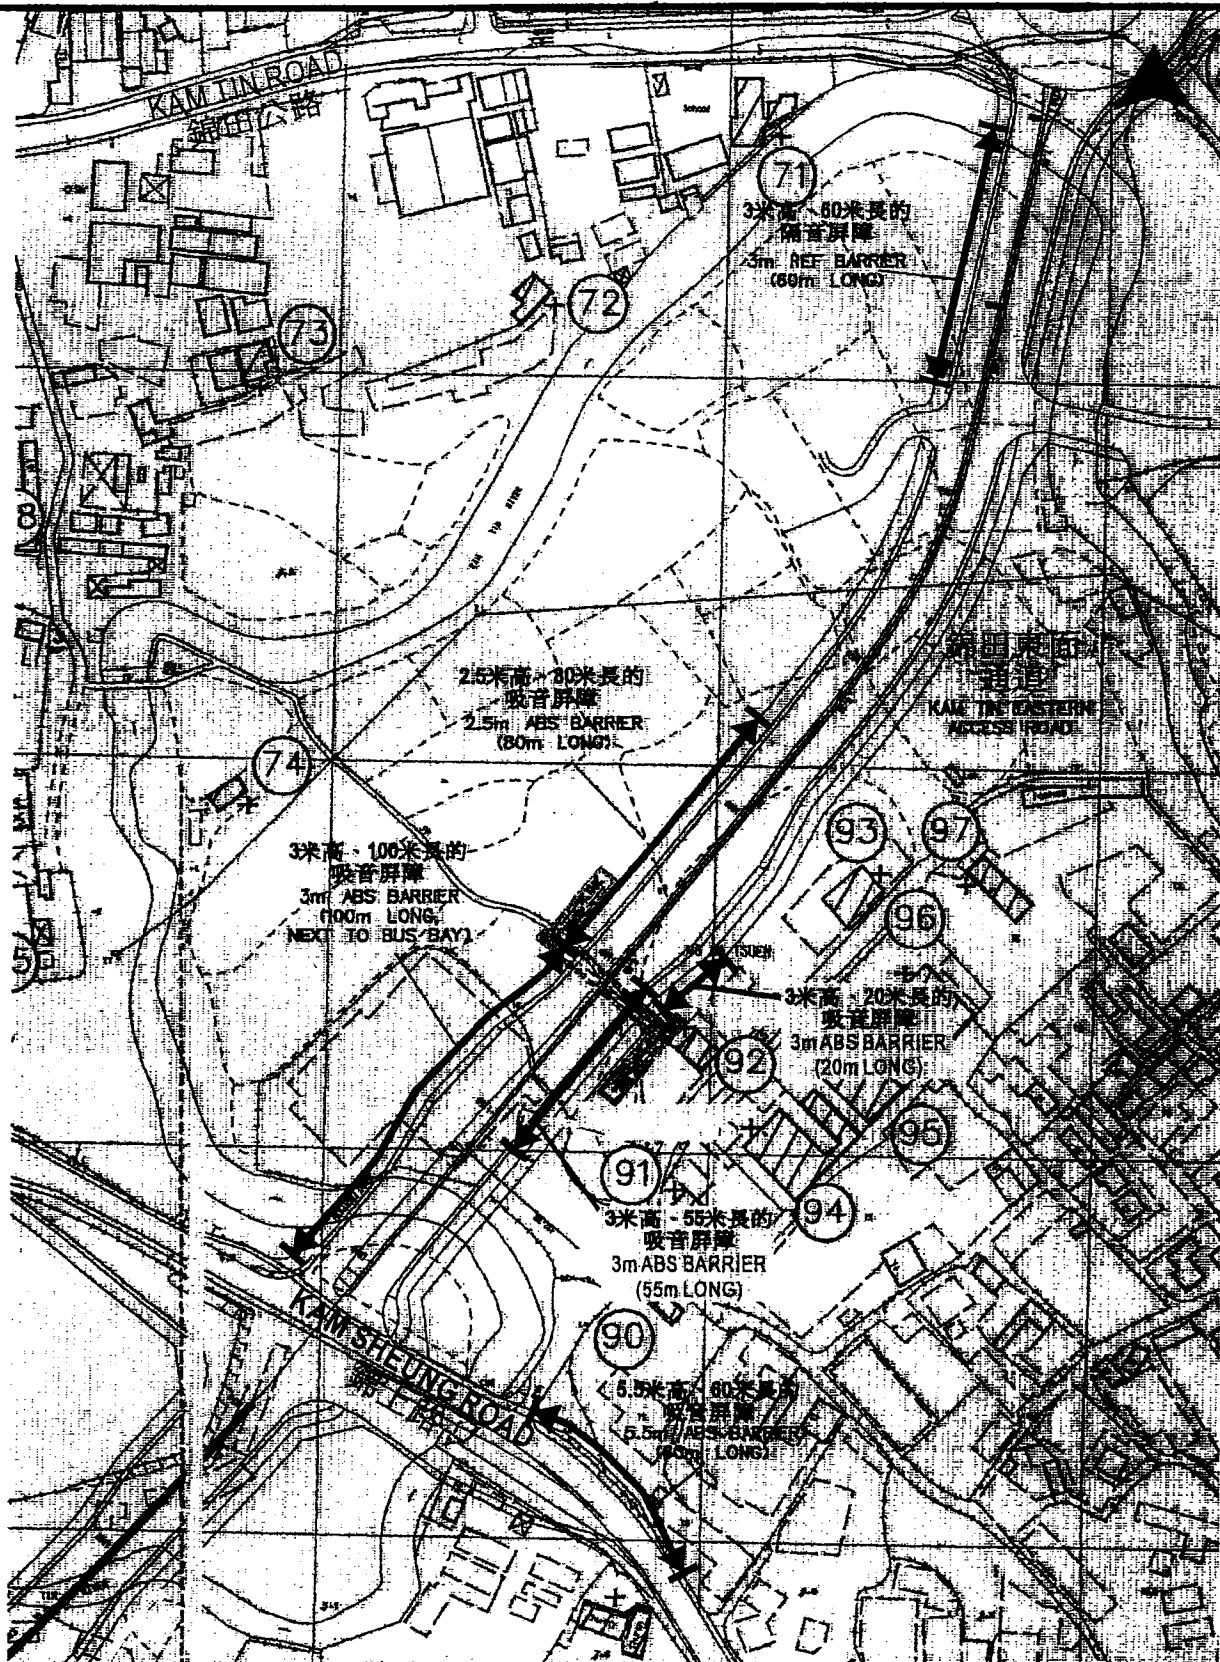 KAM TIN ROAD
錦田公路
School
71
3米高、60米長的
隔音屏障
3m REF BARRIER
(60m LONG)
72
73
錦田東面
通道
KAM TIN EASTERN
ACCESS ROAD
2.5米高、80米長的
吸音屏障
2.5m ABS BARRIER
(80m LONG)
74
93
97
3米高、100米長的
吸音屏障
3m ABS BARRIER
(100m LONG,
NEXT TO BUS BAY)
96
TSUEN
3米高、20米長的
吸音屏障
3m ABS BARRIER
(20m LONG)
92
95
91
94
3米高、55米長的
吸音屏障
3m ABS BARRIER
(55m LONG)
KAM SHEUNG ROAD
錦上路
90
5.5米高、60米長的
吸音屏障
5.5m ABS BARRIER
(60m LONG)